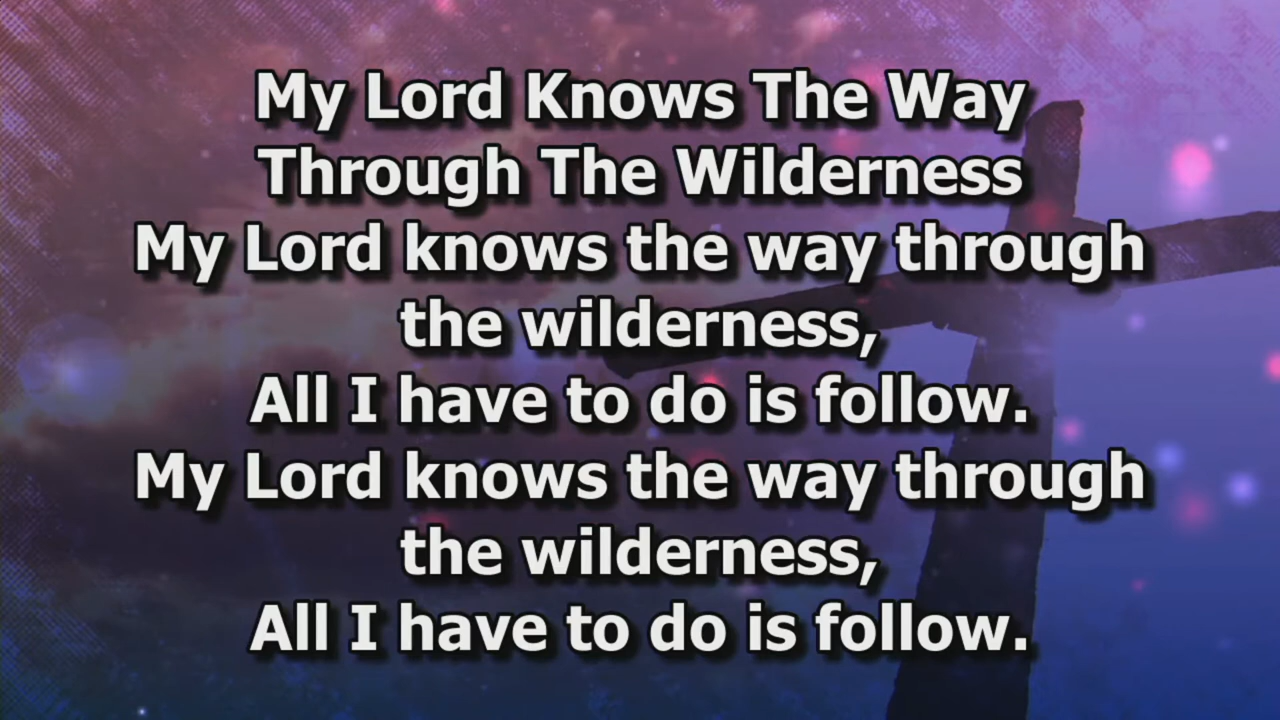 My Lord Knows The Way
Through The Wilderness
My Lord knows the way through
the wilderness,
All I have to do is follow.
My Lord knows the way through
the wilderness,
All I have to do is follow.